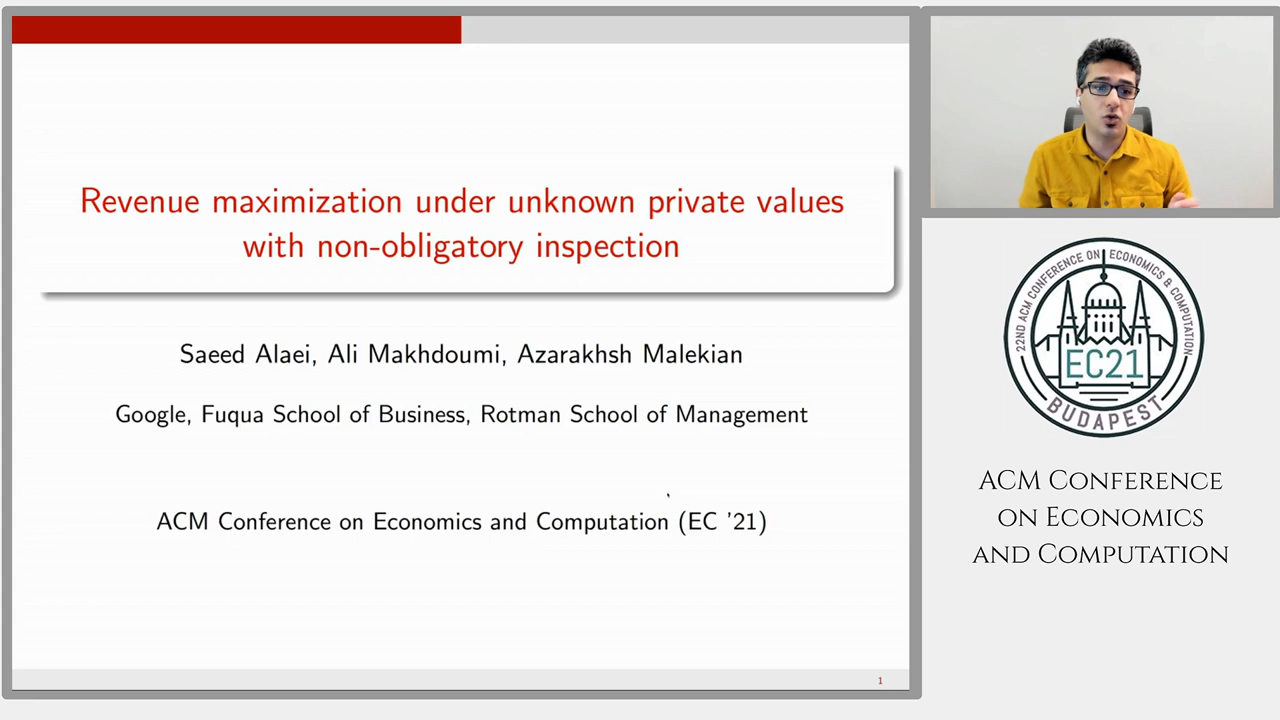 Revenue maximization under unknown private values
with non-obligatory inspection
Saeed Alaei, Ali Makhdoumi, Azarakhsh Malekian
Google, Fuqua School of Business, Rotman School of Management
ACM Conference on Economics and Computation (EC '21)
1
22ND ACM CONFERENCE ON ECONOMICS & COMPUTATION
EC21
BUDAPEST
ACM Conference
on Economics
and Computation